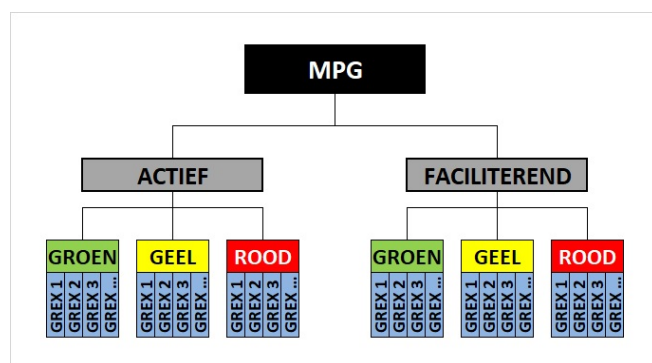 MPG
ACTIEF
FACILITEREND
GROEN
GEEL
ROOD
GROEN
GEEL
ROOD
GREX 1
GREX 2
GREX 3
GREX ...
GREX 1
GREX 2
GREX 3
GREX ...
GREX 1
GREX 2
GREX 3
GREX ...
GREX 1
GREX 2
GREX 3
GREX ...
GREX 1
GREX 2
GREX 3
GREX ...
GREX 1
GREX 2
GREX 3
GREX ...